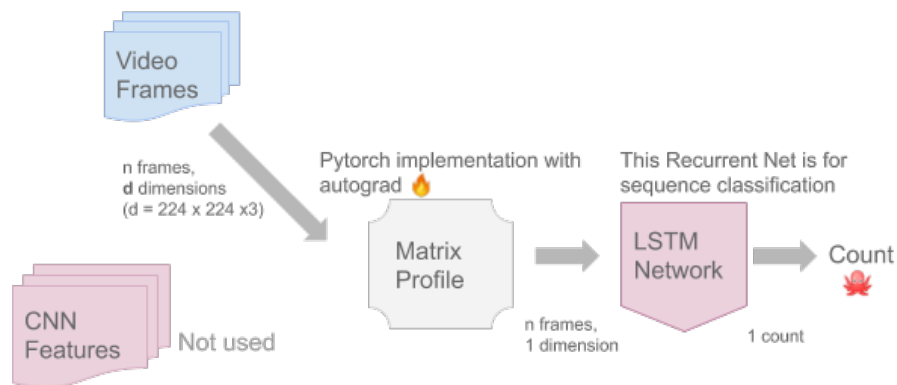 Video
Frames
n frames,
d dimensions
(d = 224 x 224 x3)
Pytorch implementation with
autograd 🔥
This Recurrent Net is for
sequence classification
Matrix
Profile
LSTM
Network
Count
🐙
n frames,
1 dimension
1 count
CNN
Features
Not used